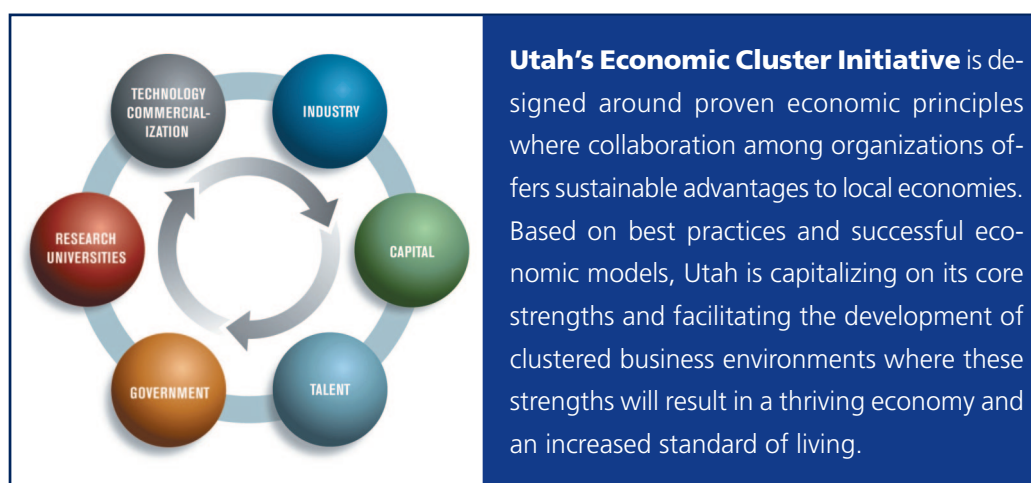 TECHNOLOGY
COMMERCIAL-
IZATION
INDUSTRY
RESEARCH
UNIVERSITIES
CAPITAL
GOVERNMENT
TALENT
Utah's Economic Cluster Initiative is de-
signed around proven economic principles
where collaboration among organizations of-
fers sustainable advantages to local economies.
Based on best practices and successful eco-
nomic models, Utah is capitalizing on its core
strengths and facilitating the development of
clustered business environments where these
strengths will result in a thriving economy and
an increased standard of living.